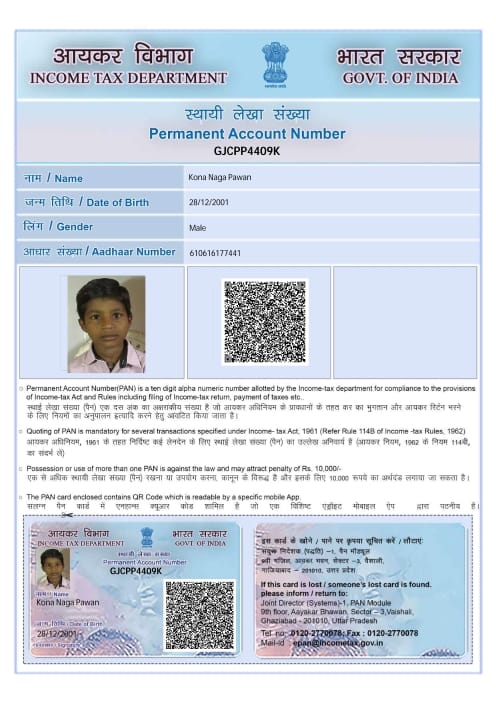 आयकर विभाग
INCOME TAX DEPARTMENT
भारत सरकार
GOVT. OF INDIA
स्थायी लेखा संख्या
Permanent Account Number
GJCPP4409K
नाम / Name
Kona Naga Pawan
जन्म तिथि / Date of Birth
28/12/2001
लिंग / Gender
Male
आधार संख्या / Aadhaar Number
610616177441
Permanent Account Number(PAN) is a ten digit alpha numeric number allotted by the Income-tax department for compliance to the provisions
of Income-tax Act and Rules including filing of Income-tax return, payment of taxes etc..
स्थाई लेखा संख्या (पैन) एक दस अंक का अक्षरांकीय संख्या है जो आयकर अधिनियम के प्रावधानों के तहत कर का भुगतान और आयकर रिटर्न भरने
के लिए नियमों का अनुपालन इत्यादि करने हेतु आवंटित किया जाता है।
Quoting of PAN is mandatory for several transactions specified under Income- tax Act, 1961 (Refer Rule 114B of Income -tax Rules, 1962)
आयकर अधिनियम, 1961 के तहत निर्दिष्ट कई लेनदेन के लिए स्थाई लेखा संख्या (पैन) का उल्लेख अनिवार्य है (आयकर नियम, 1962 के नियम 114बी,
का संदर्भ लें)
Possession or use of more than one PAN is against the law and may attract penalty of Rs. 10,000/-
एक से अधिक स्थायी लेखा संख्या (पैन) रखना या उपयोग करना, कानून के विरूद्ध है और इसके लिए 10,000 रूपये का अर्थदंड लगाया जा सकता है।
The PAN card enclosed contains QR Code which is readable by a specific mobile App.
संलग्न पैन कार्ड में एनहान्स क्यूआर कोड शामिल है जो एक विशिष्ट एंड्रॉइड मोबाइल ऐप द्वारा पठनीय है।
आयकर विभाग
INCOME TAX DEPARTMENT
भारत सरकार
GOVT. OF INDIA
स्थायी लेखा संख्या
Permanent Account Number
GJCPP4409K
नाम / Name
Kona Naga Pawan
जन्म तिथि / Date of Birth
28/12/2001
हस्ताक्षर / Signature
इस कार्ड के खोने / पाने पर कृपया सूचित करें / लौटाएं:
संयुक्त निदेशक (पद्धति) -1, पैन मॉड्यूल
9वीं मंजिल, आयकर भवन, सेक्टर –3, वैशाली,
गाजियाबाद – 201010, उत्तर प्रदेश
If this card is lost / someone's lost card is found.
please inform / return to:
Joint Director (Systems)-1, PAN Module
9th floor, Aayakar Bhawan, Sector – 3,Vaishali,
Ghaziabad - 201010, Uttar Pradesh
Tel no: 0120-2770078; Fax : 0120-2770078
Mail-id : epan@incometax.gov.in